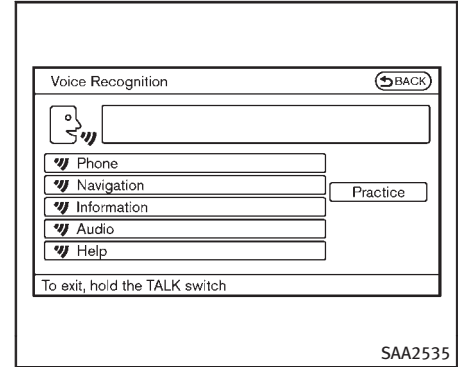 Voice Recognition
BACK
Phone
Navigation
Practice
Information
Audio
Help
To exit, hold the TALK switch
SAA2535